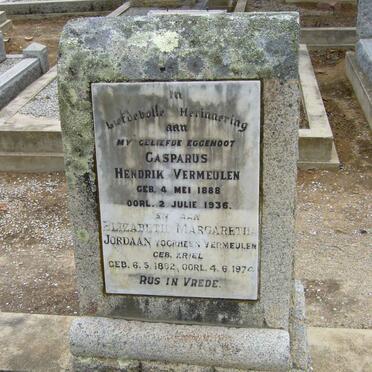 In
Liefdevolle Herinnering
aan
MY GELIEFDE EGGENOOT
GASPARUS
HENDRIK VERMEULEN
GEB. 4 MEI 1888
OORL. 2 JULIE 1936.
EN AAN
ELIZABETH MARGARETHA
JORDAAN VOORHEEN VERMEULEN
GEB. KRIEL
GEB. 6.5.1892, OORL. 4.6.1974
RUS IN VREDE.